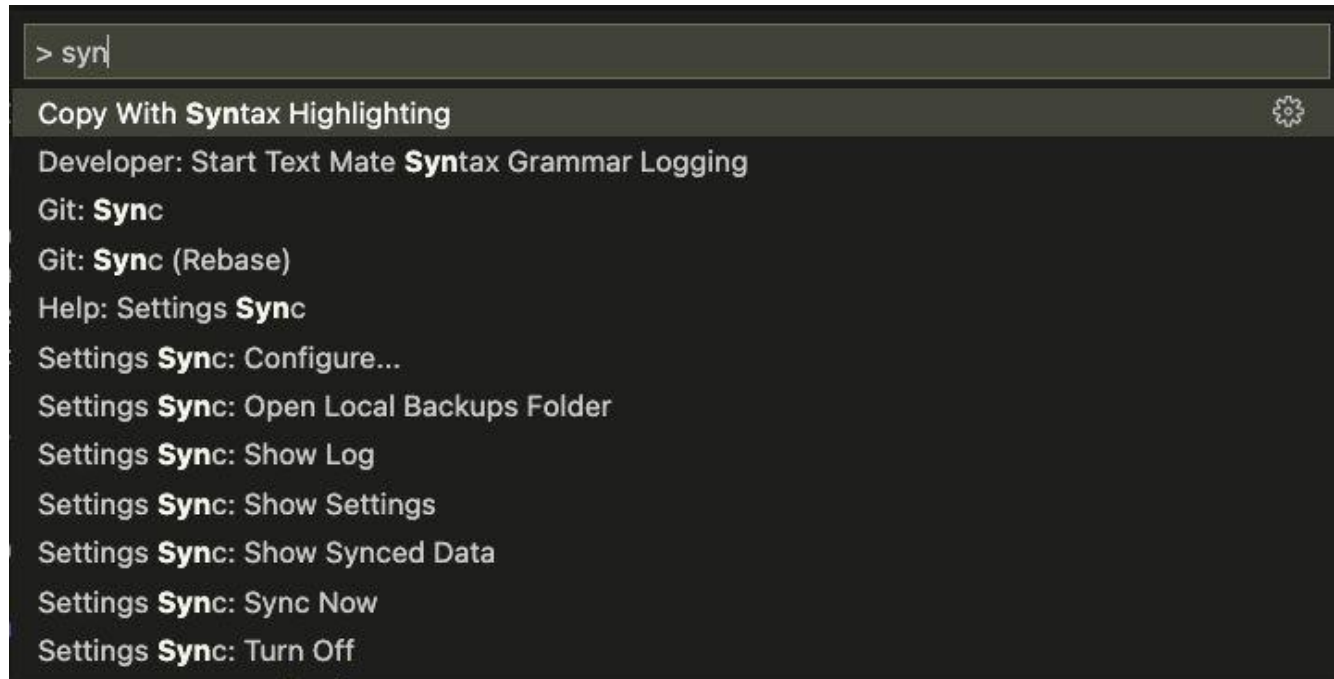 > syn
Copy With Syntax Highlighting
Developer: Start Text Mate Syntax Grammar Logging
Git: Sync
Git: Sync (Rebase)
Help: Settings Sync
Settings Sync: Configure...
Settings Sync: Open Local Backups Folder
Settings Sync: Show Log
Settings Sync: Show Settings
Settings Sync: Show Synced Data
Settings Sync: Sync Now
Settings Sync: Turn Off